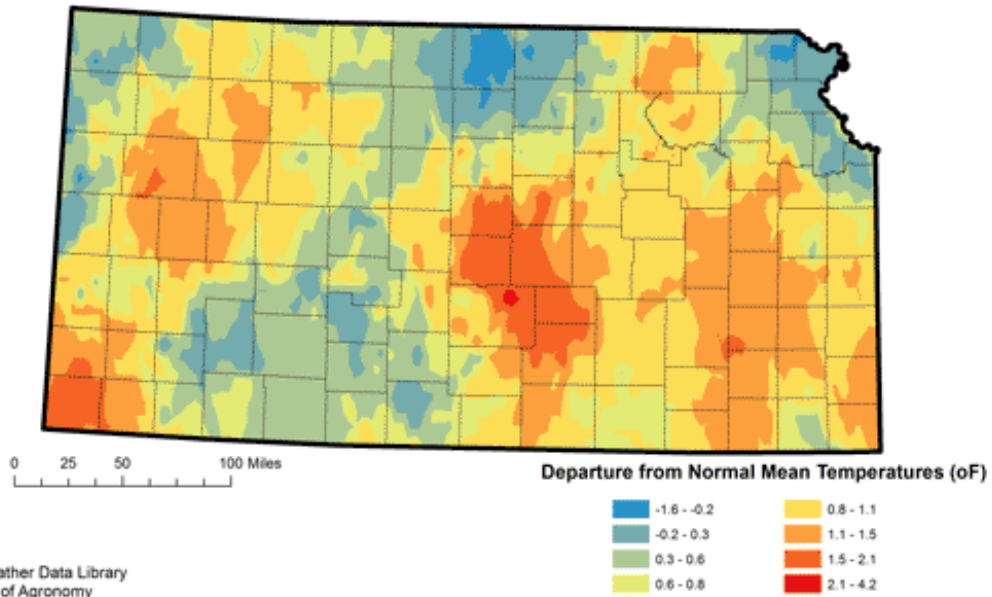 0 25 50 100 Miles
Departure from Normal Mean Temperatures (oF)
-1.6 - -0.2
-0.2 - 0.3
0.3 - 0.6
0.6 - 0.8
0.8 - 1.1
1.1 - 1.5
1.5 - 2.1
2.1 - 4.2
ather Data Library
of Agronomy